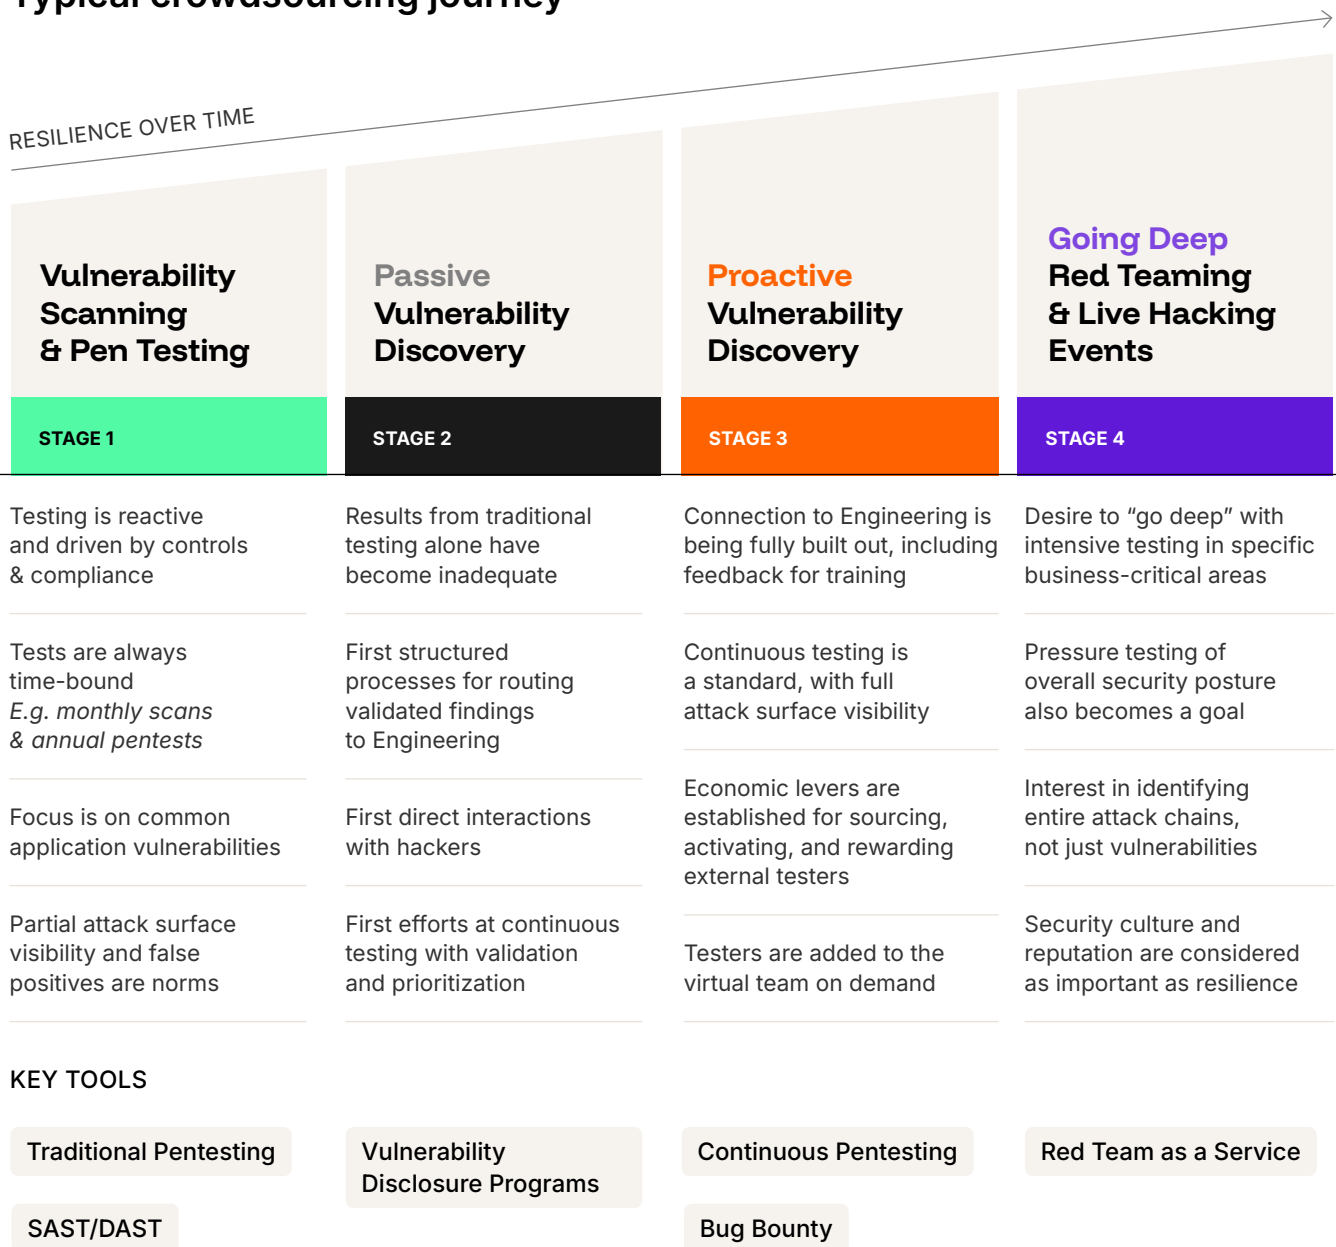 Typical crowdsourcing journey
RESILIENCE OVER TIME
Vulnerability
Scanning
& Pen Testing
STAGE 1
Passive
Vulnerability
Discovery
STAGE 2
Proactive
Vulnerability
Discovery
STAGE 3
Going Deep
Red Teaming
& Live Hacking
Events
STAGE 4
Testing is reactive
and driven by controls
& compliance
Tests are always
time-bound
E.g. monthly scans
& annual pentests
Focus is on common
application vulnerabilities
Partial attack surface
visibility and false
positives are norms
Results from traditional
testing alone have
become inadequate
First structured
processes for routing
validated findings
to Engineering
First direct interactions
with hackers
First efforts at continuous
testing with validation
and prioritization
Connection to Engineering is
being fully built out, including
feedback for training
Continuous testing is
a standard, with full
attack surface visibility
Economic levers are
established for sourcing,
activating, and rewarding
external testers
Testers are added to the
virtual team on demand
Desire to “go deep” with
intensive testing in specific
business-critical areas
Pressure testing of
overall security posture
also becomes a goal
Interest in identifying
entire attack chains,
not just vulnerabilities
Security culture and
reputation are considered
as important as resilience
KEY TOOLS
Traditional Pentesting
SAST/DAST
Vulnerability
Disclosure Programs
Continuous Pentesting
Bug Bounty
Red Team as a Service